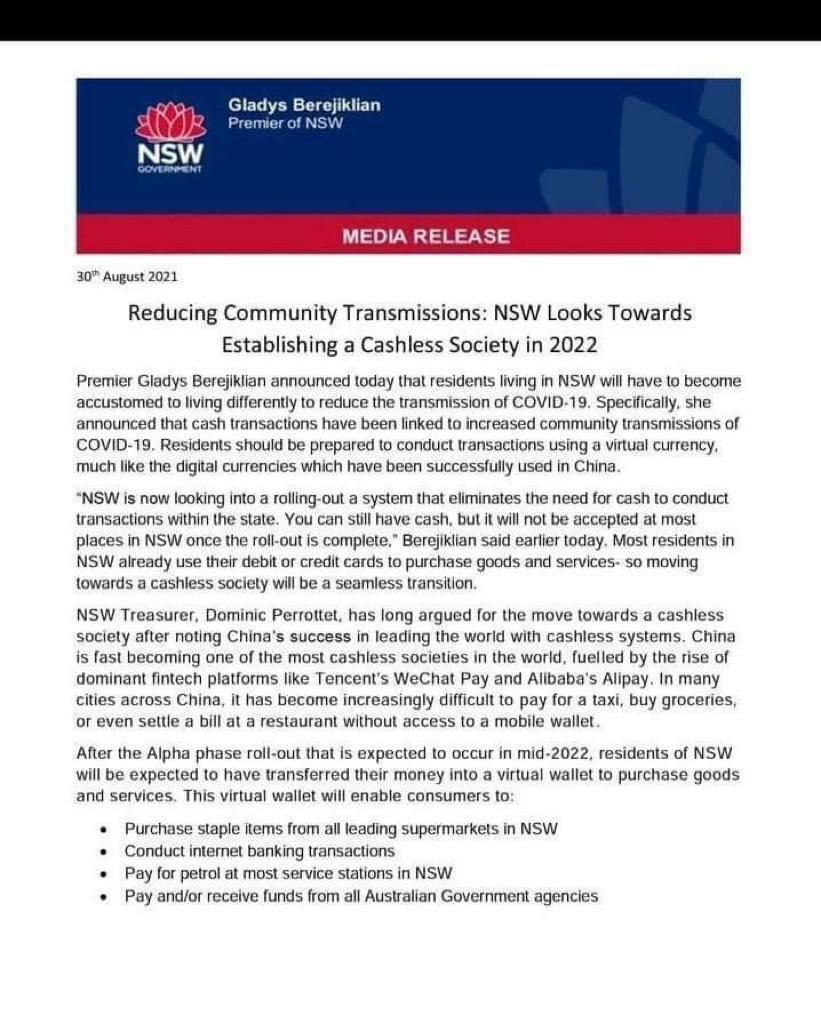 Gladys Berejiklian
Premier of NSW
NSW
GOVERNMENT
MEDIA RELEASE
30th August 2021
Reducing Community Transmissions: NSW Looks Towards
Establishing a Cashless Society in 2022
Premier Gladys Berejiklian announced today that residents living in NSW will have to become
accustomed to living differently to reduce the transmission of COVID-19. Specifically, she
announced that cash transactions have been linked to increased community transmissions of
COVID-19. Residents should be prepared to conduct transactions using a virtual currency,
much like the digital currencies which have been successfully used in China.
"NSW is now looking into a rolling-out a system that eliminates the need for cash to conduct
transactions within the state. You can still have cash, but it will not be accepted at most
places in NSW once the roll-out is complete," Berejiklian said earlier today. Most residents in
NSW already use their debit or credit cards to purchase goods and services- so moving
towards a cashless society will be a seamless transition.
NSW Treasurer, Dominic Perrottet, has long argued for the move towards a cashless
society after noting China's success in leading the world with cashless systems. China
is fast becoming one of the most cashless societies in the world, fuelled by the rise of
dominant fintech platforms like Tencent's WeChat Pay and Alibaba's Alipay. In many
cities across China, it has become increasingly difficult to pay for a taxi, buy groceries,
or even settle a bill at a restaurant without access to a mobile wallet.
After the Alpha phase roll-out that is expected to occur in mid-2022, residents of NSW
will be expected to have transferred their money into a virtual wallet to purchase goods
and services. This virtual wallet will enable consumers to:
• Purchase staple items from all leading supermarkets in NSW
• Conduct internet banking transactions
• Pay for petrol at most service stations in NSW
• Pay and/or receive funds from all Australian Government agencies